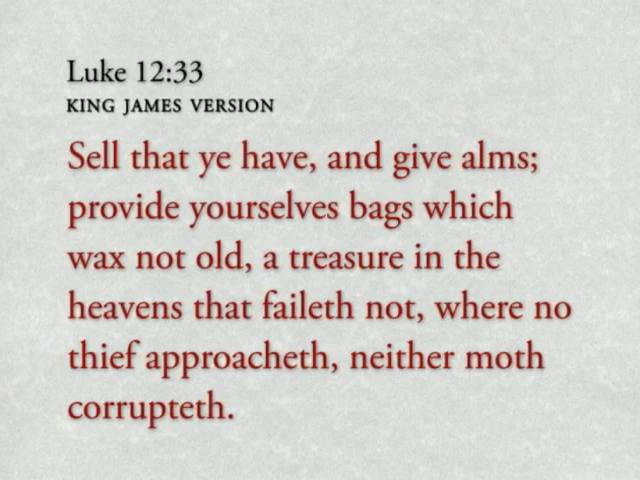 Luke 12:33
KING JAMES VERSION
Sell that ye have, and give alms;
provide yourselves bags which
wax not old, a treasure in the
heavens that faileth not, where no
thief approacheth, neither moth
corrupteth.